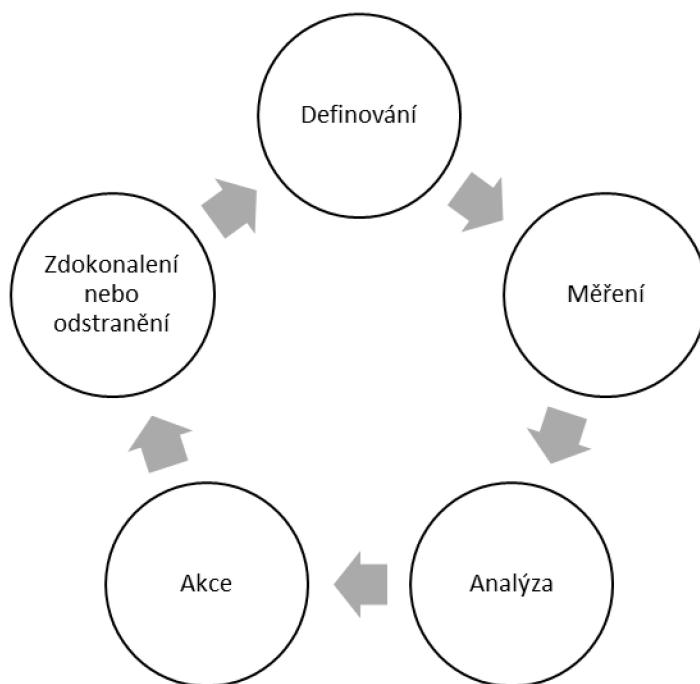 Definování
Měření
Analýza
Akce
Zdokonalení
nebo
odstranění